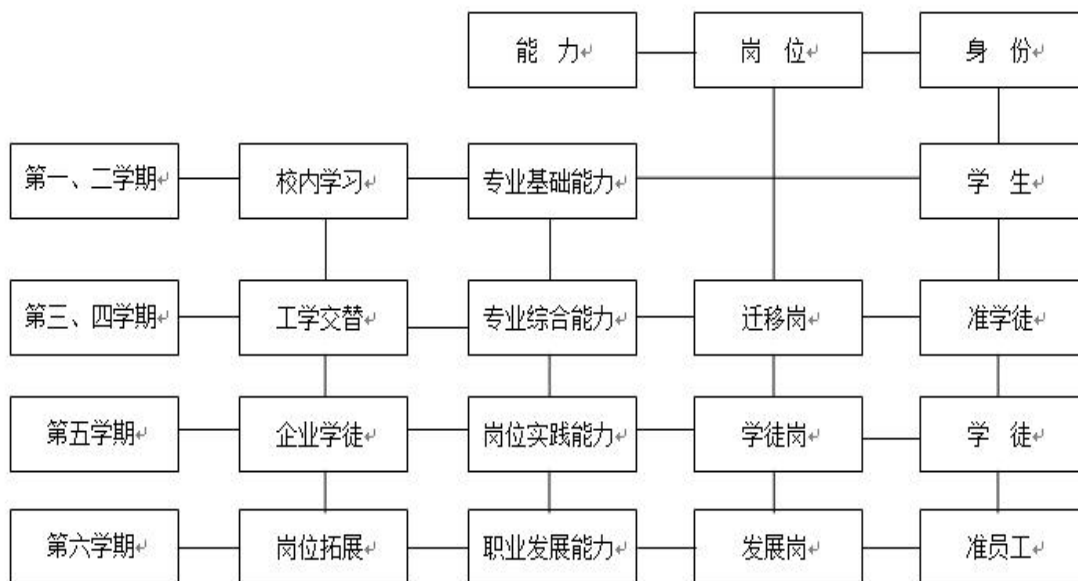 能 力 岗 位 身 份
第一、二学期 校内学习 专业基础能力 学 生
第三、四学期 工学交替 专业综合能力 迁移岗 准学徒
第五学期 企业学徒 岗位实践能力 学徒岗 学 徒
第六学期 岗位拓展 职业发展能力 发展岗 准员工